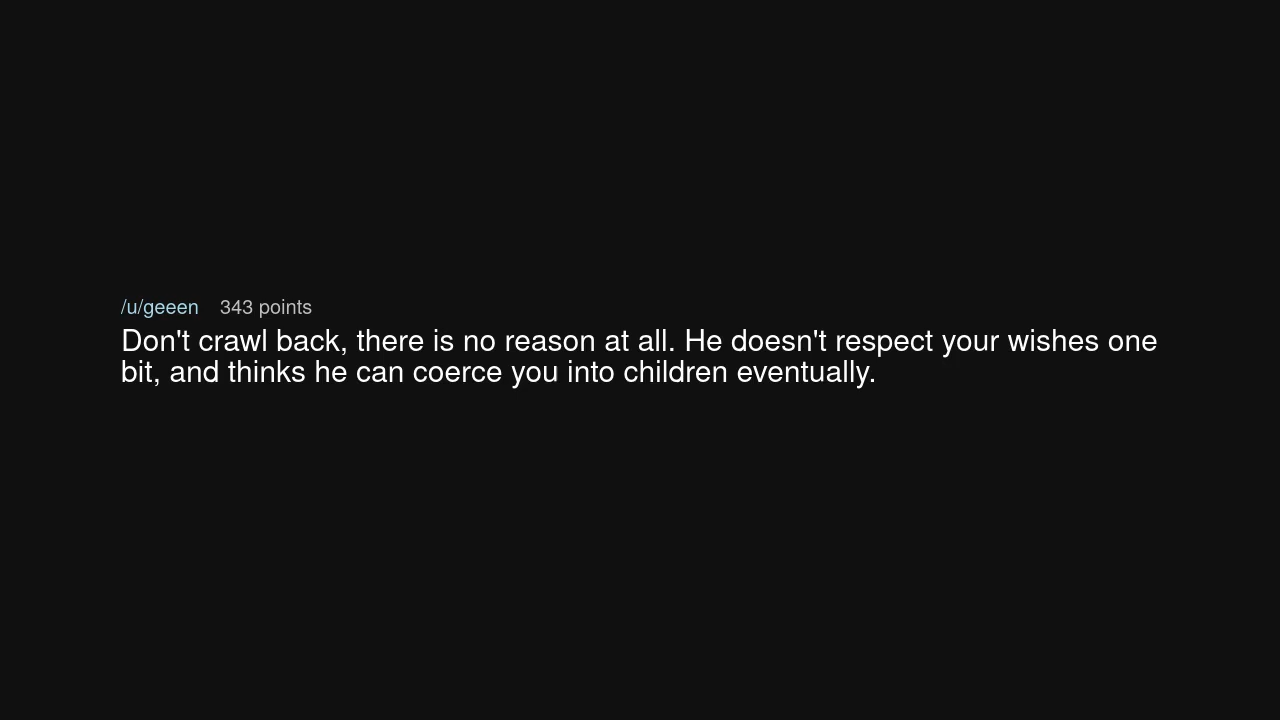 /u/geeen 343 points
Don't crawl back, there is no reason at all. He doesn't respect your wishes one
bit, and thinks he can coerce you into children eventually.